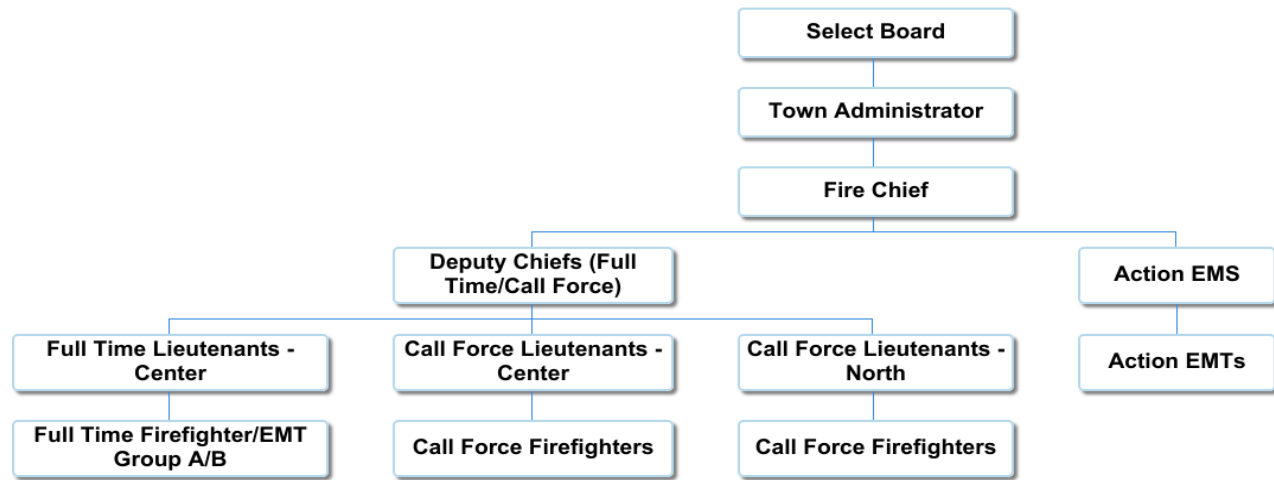 Select Board
Town Administrator
Fire Chief
Deputy Chiefs (Full
Time/Call Force)
Action EMS
Full Time Lieutenants -
Center
Call Force Lieutenants -
Center
Call Force Lieutenants -
North
Action EMTs
Full Time Firefighter/EMT
Group A/B
Call Force Firefighters
Call Force Firefighters